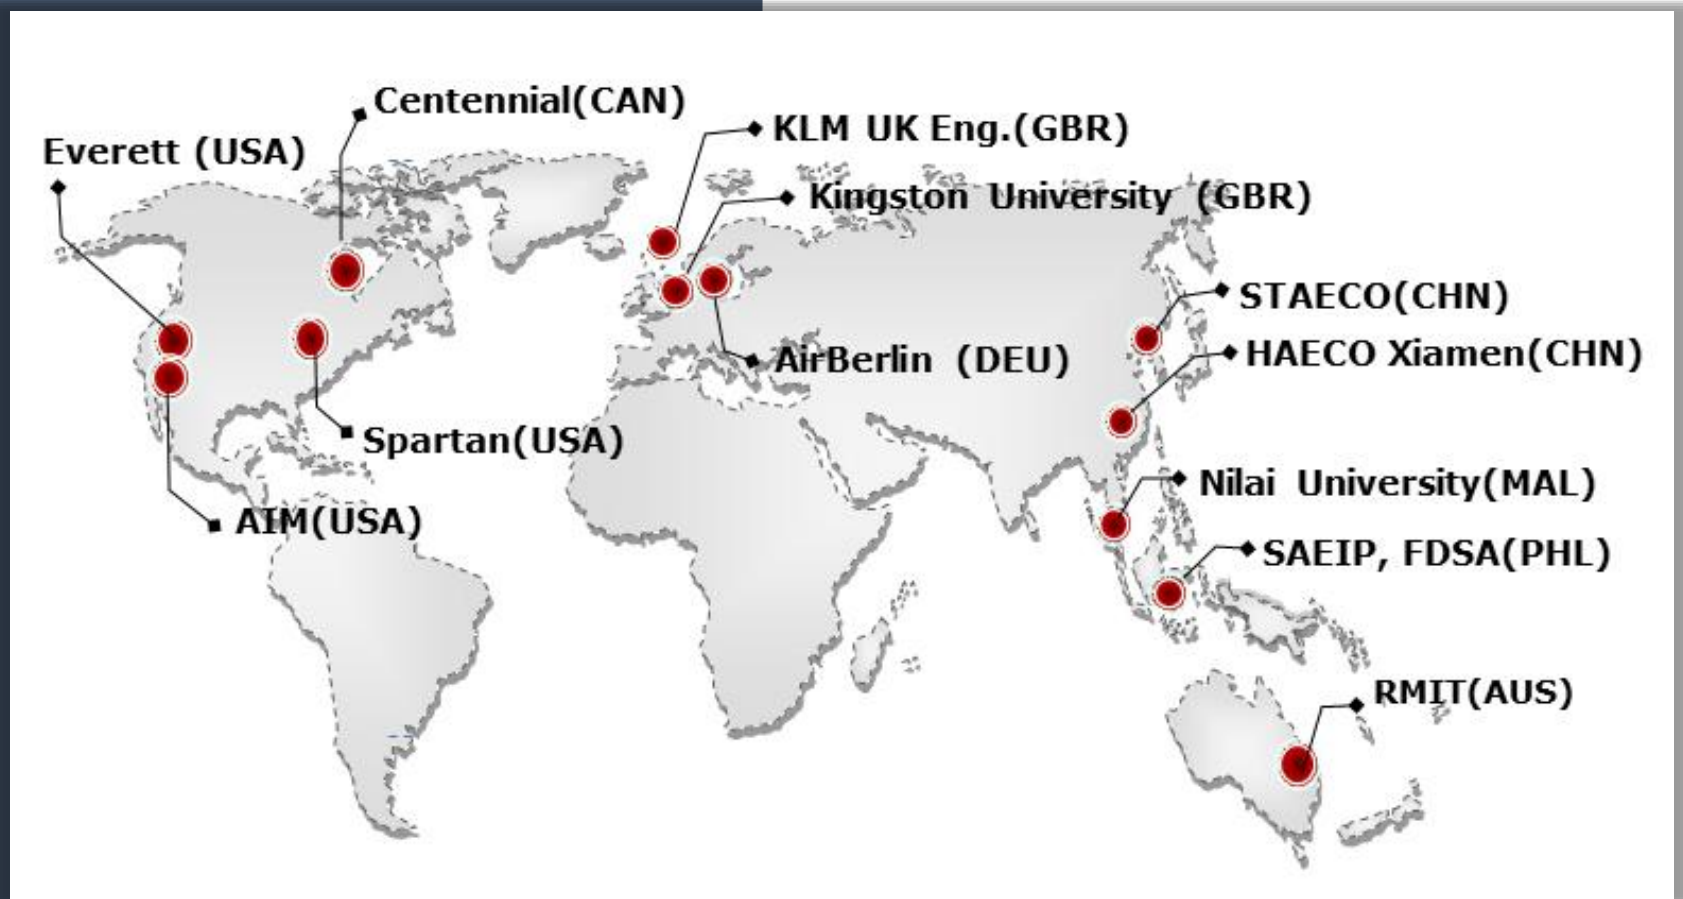 Centennial(CAN)
KLM UK Eng.(GBR)
Everett (USA)
Kingston University (GBR)
STAECO(CHN)
HAECO Xiamen(CHN)
AirBerlin (DEU)
Spartan(USA)
Nilai University(MAL)
AIM(USA)
SAEIP, FDSA(PHL)
RMIT(AUS)